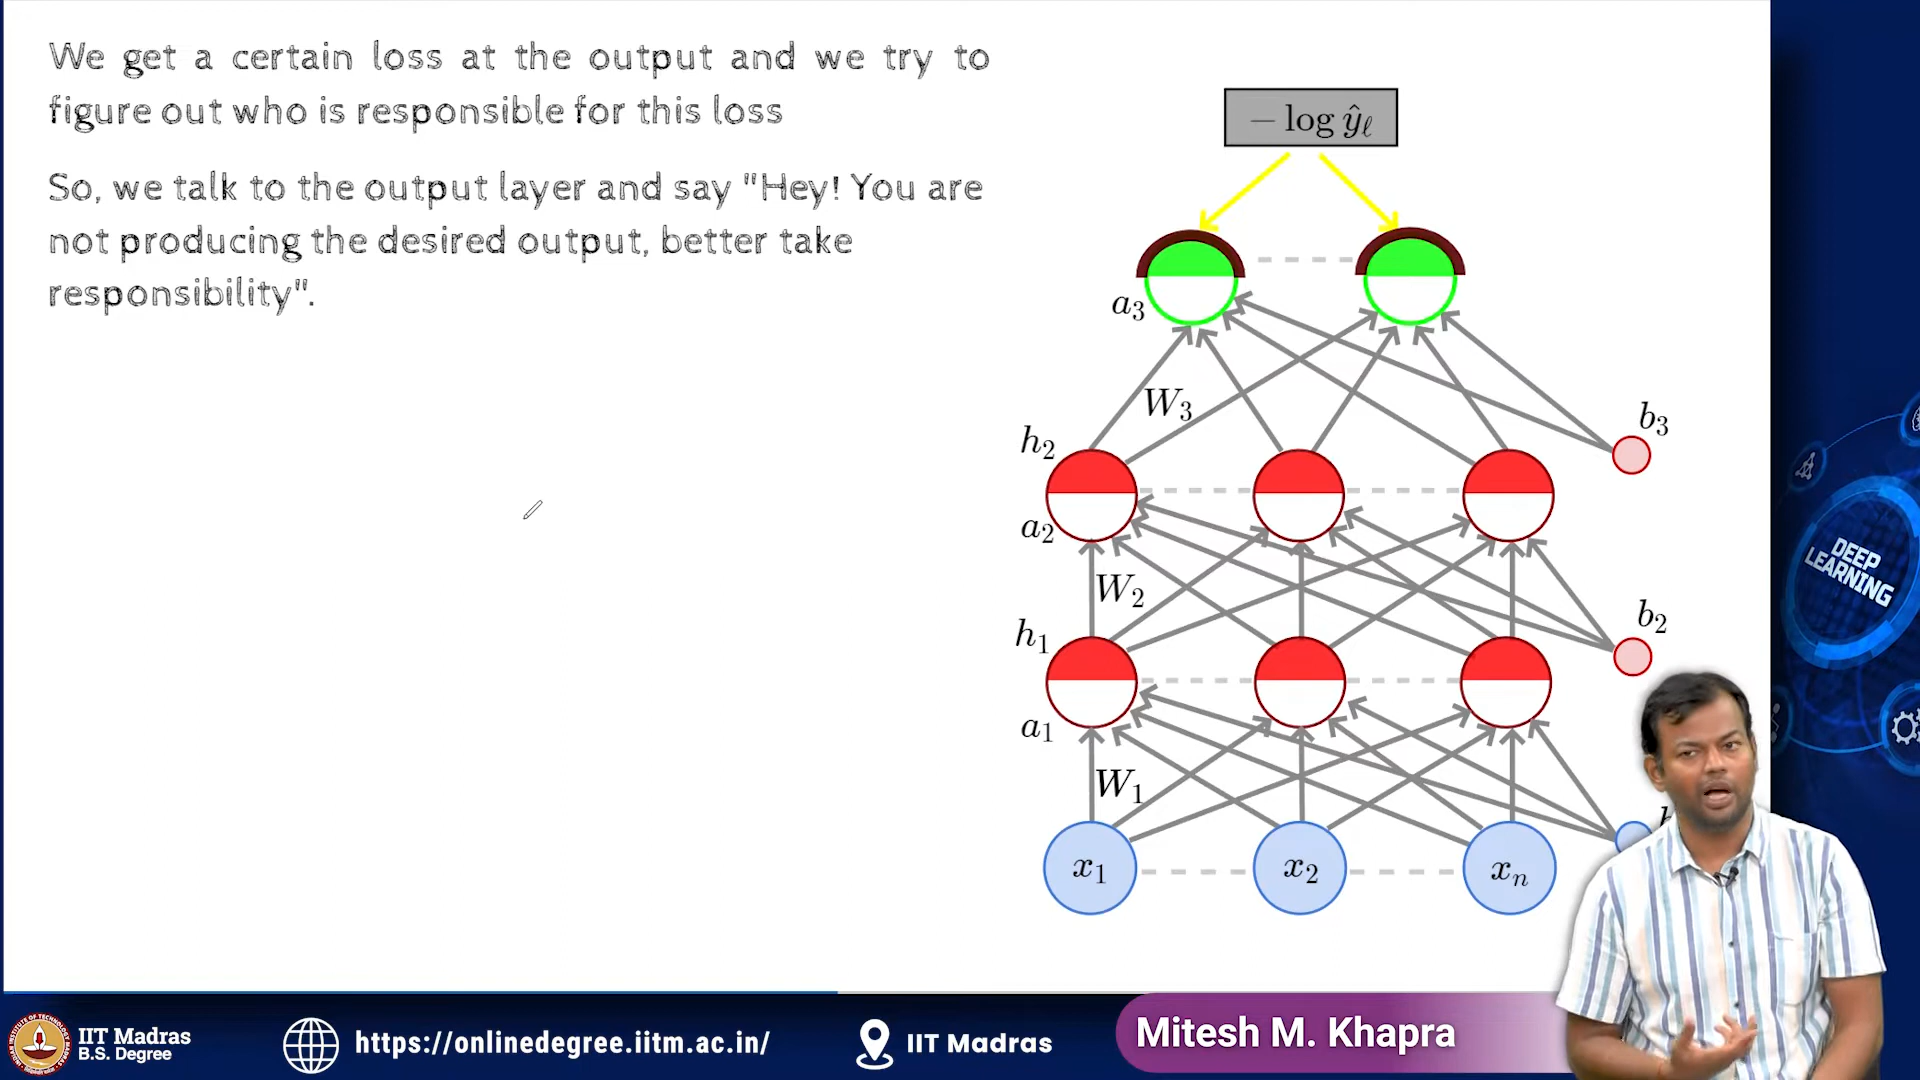 We get a certain loss at the output and we try to
figure out who is responsible for this loss
So, we talk to the output layer and say "Hey! You are
not producing the desired output, better take
responsibility".
− log ŷ_ℓ
a₃
W₃
b₃
h₂
a₂
W₂
b₂
h₁
a₁
W₁
x₁ x₂ xₙ
DEEP
LEARNING
IIT Madras
B.S. Degree
https://onlinedegree.iitm.ac.in/
IIT Madras
Mitesh M. Khapra